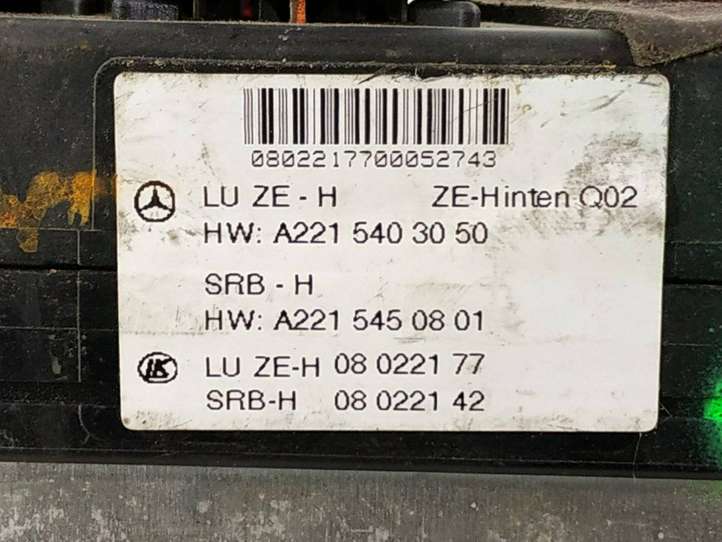 0802217700052743
LU ZE - H ZE-Hinten Q02
HW: A221 540 30 50
SRB - H
HW: A221 545 08 01
LK LU ZE-H 08 0221 77
SRB-H 08 0221 42